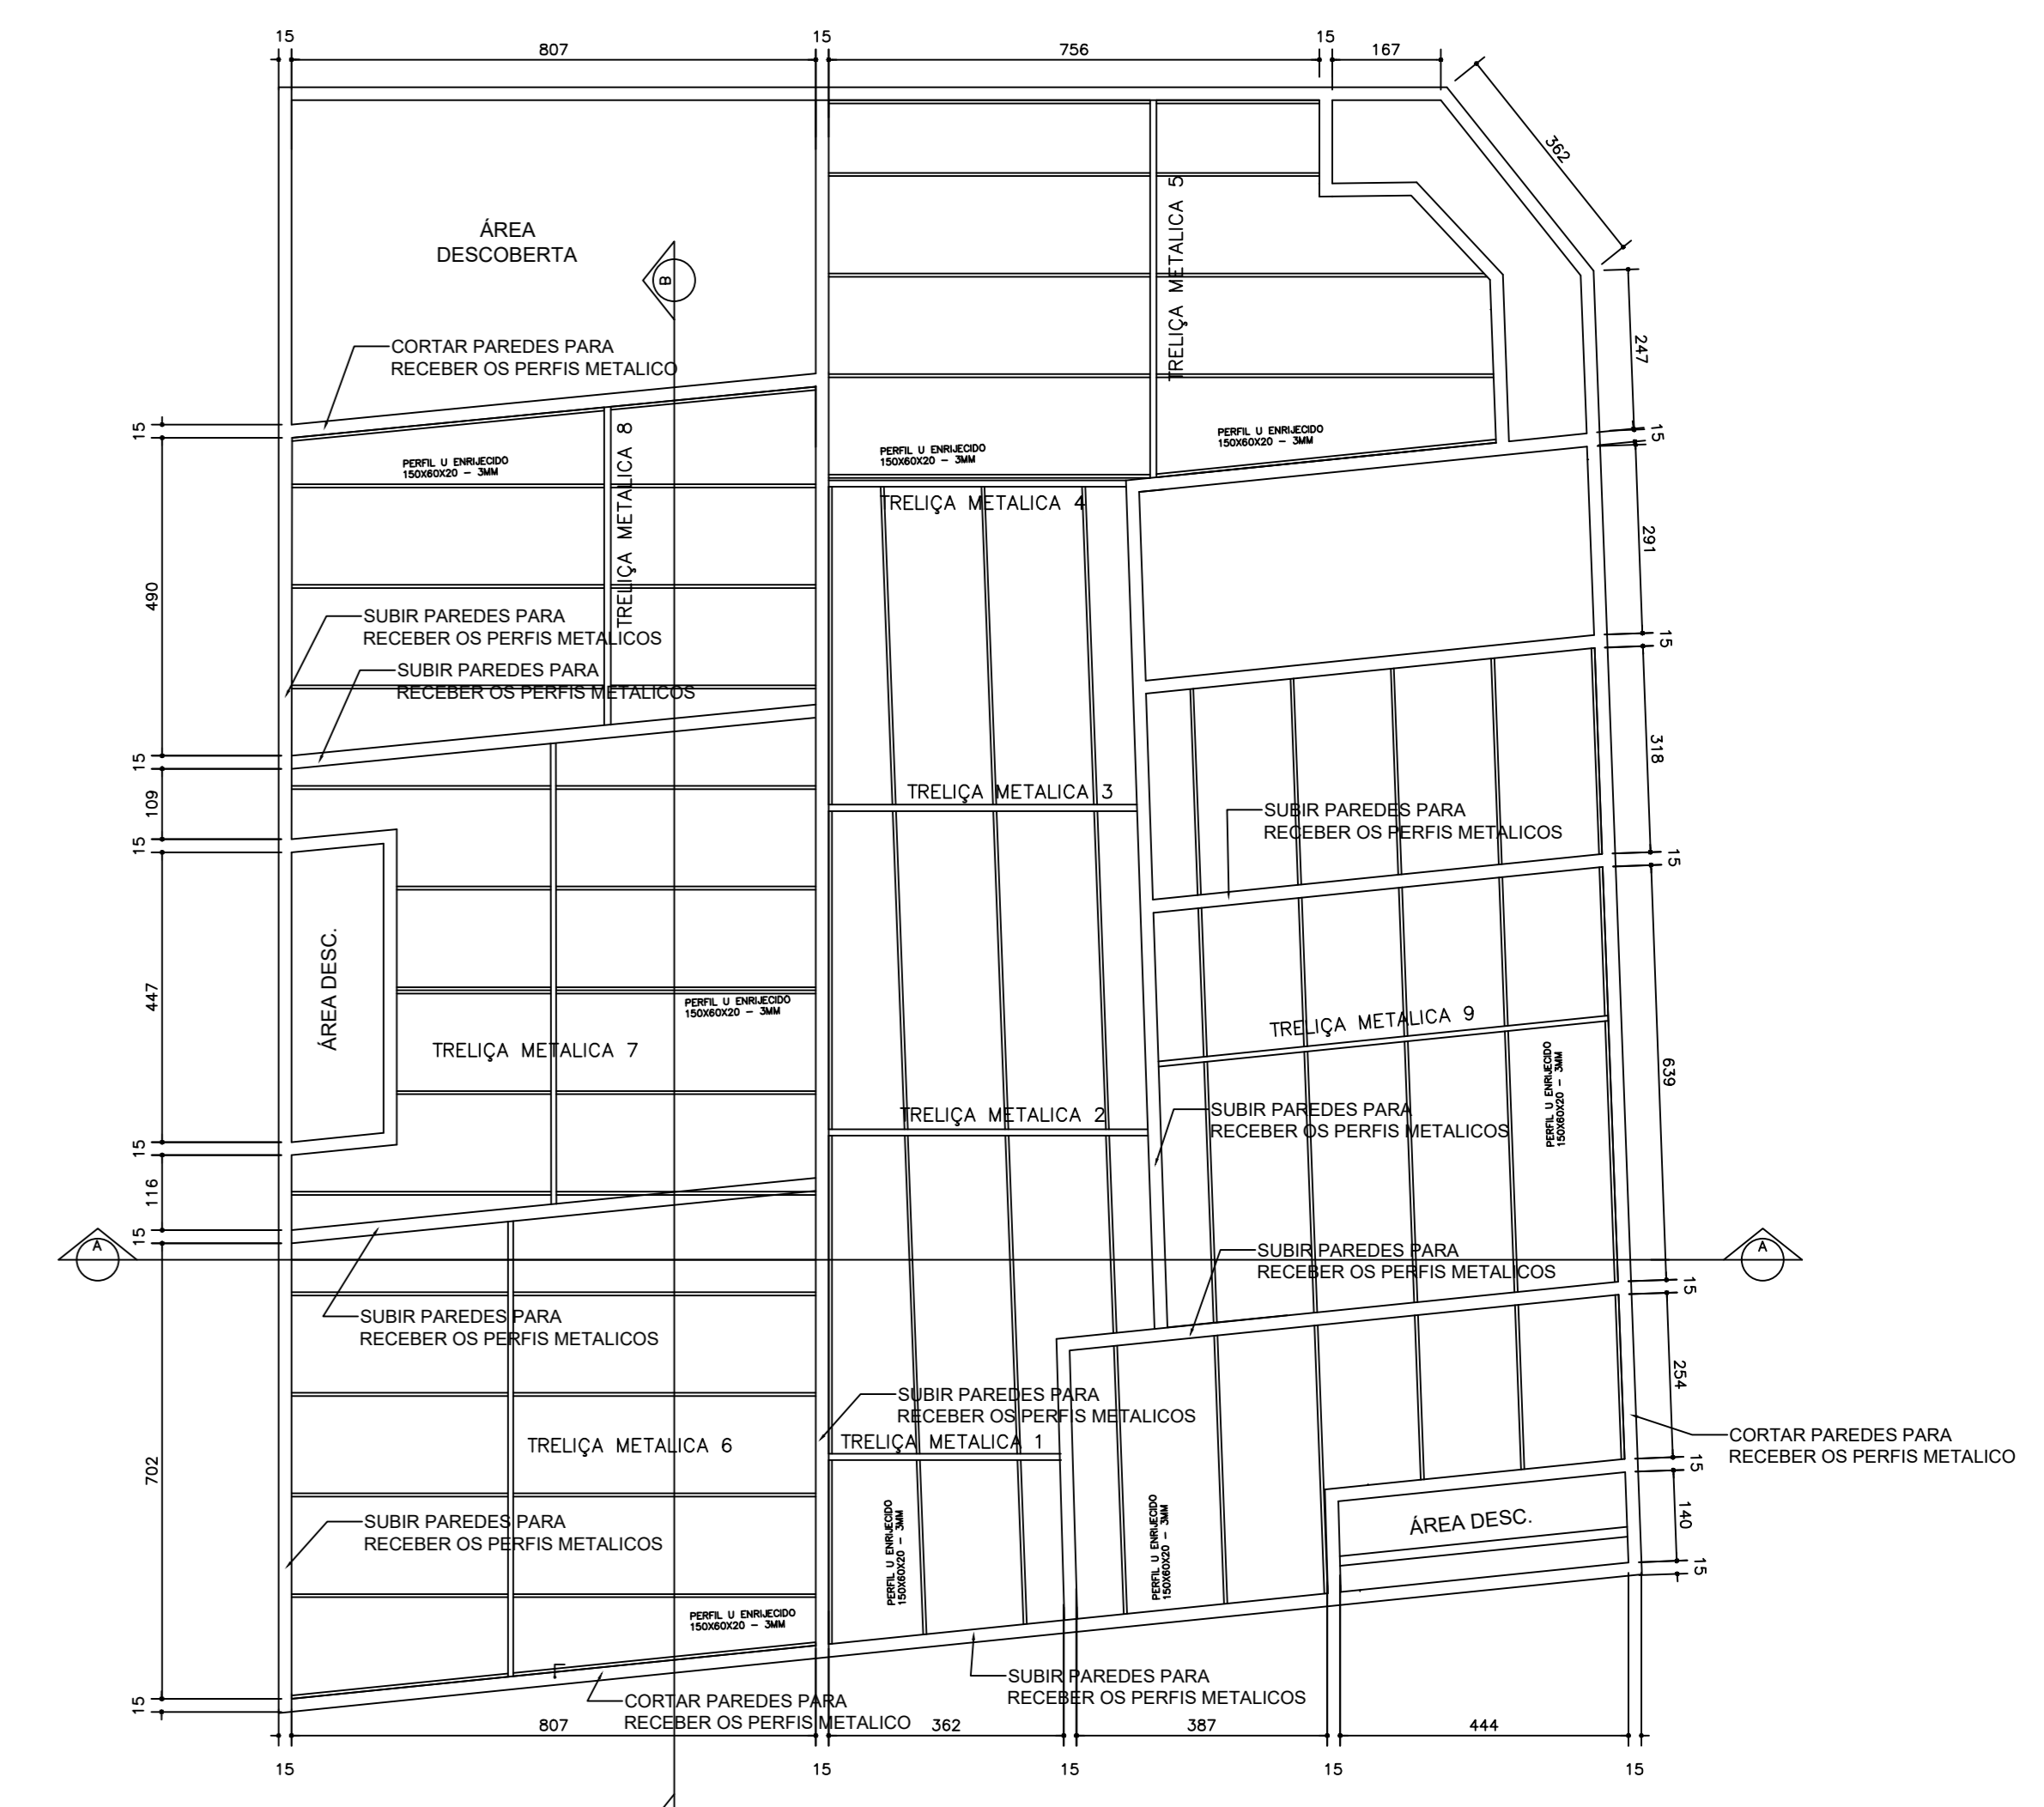 15
807
15
756
15
167
362
ÁREA
DESCOBERTA
B
TRELIÇA METALICA 5
247
CORTAR PAREDES PARA
RECEBER OS PERFIS METALICO
15
15
PERFIL U ENRIJECIDO
150X60X20 - 3MM
TRELIÇA METALICA 8
PERFIL U ENRIJECIDO
150X60X20 - 3MM
PERFIL U ENRIJECIDO
150X60X20 - 3MM
TRELIÇA METALICA 4
291
490
SUBIR PAREDES PARA
RECEBER OS PERFIS METALICOS
15
SUBIR PAREDES PARA
RECEBER OS PERFIS METALICOS
318
15
109
TRELIÇA METALICA 3
SUBIR PAREDES PARA
RECEBER OS PERFIS METALICOS
15
15
447
ÁREA DESC.
PERFIL U ENRIJECIDO
150X60X20 - 3MM
TRELIÇA METALICA 7
TRELIÇA METALICA 9
PERFIL U ENRIJECIDO
150X60X20 - 3MM
639
TRELIÇA METALICA 2
SUBIR PAREDES PARA
RECEBER OS PERFIS METALICOS
15
116
15
A
A
SUBIR PAREDES PARA
RECEBER OS PERFIS METALICOS
15
SUBIR PAREDES PARA
RECEBER OS PERFIS METALICOS
254
SUBIR PAREDES PARA
RECEBER OS PERFIS METALICOS
CORTAR PAREDES PARA
RECEBER OS PERFIS METALICO
TRELIÇA METALICA 6
TRELIÇA METALICA 1
15
702
SUBIR PAREDES PARA
RECEBER OS PERFIS METALICOS
PERFIL U ENRIJECIDO
150X60X20 - 3MM
PERFIL U ENRIJECIDO
150X60X20 - 3MM
ÁREA DESC.
140
15
PERFIL U ENRIJECIDO
150X60X20 - 3MM
SUBIR PAREDES PARA
RECEBER OS PERFIS METALICOS
15
CORTAR PAREDES PARA
RECEBER OS PERFIS METALICO
807
362
387
444
15
15
15
15
15